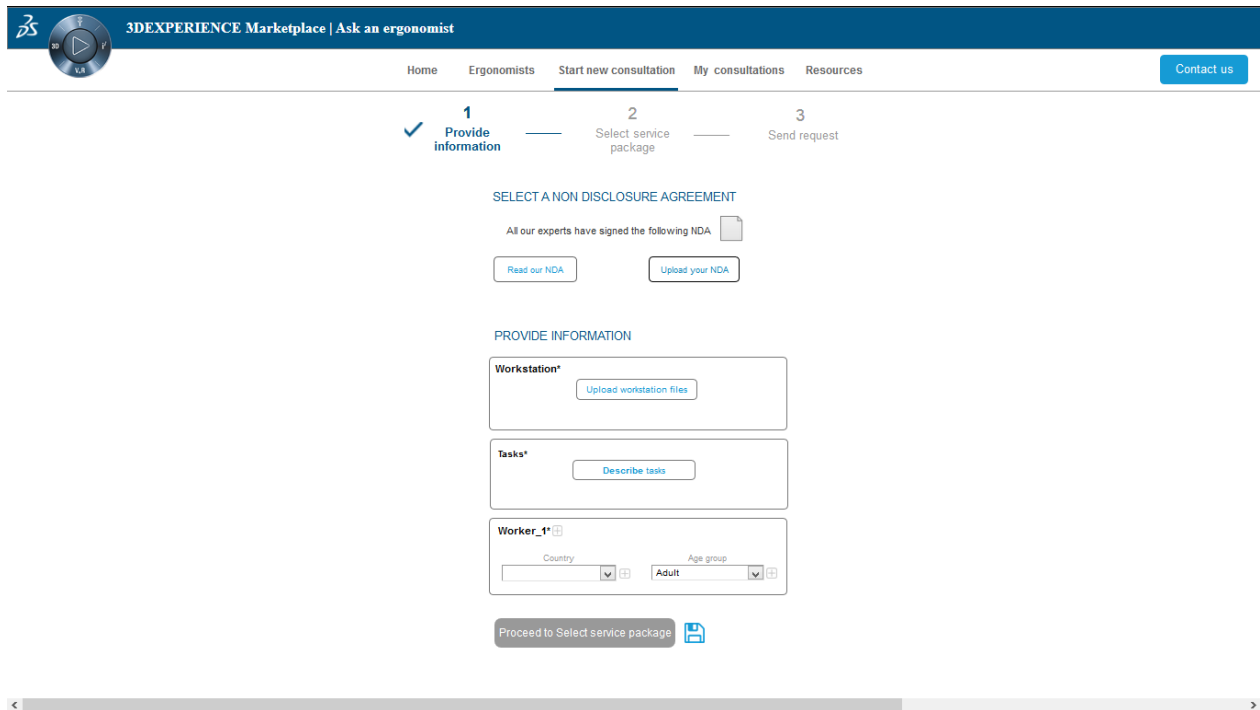 3DEXPERIENCE Marketplace | Ask an ergonomist
3D
i²
V,R
Home Ergonomists Start new consultation My consultations Resources
Contact us
1
Provide
information
2
Select service
package
3
Send request
SELECT A NON DISCLOSURE AGREEMENT
All our experts have signed the following NDA
Read our NDA Upload your NDA
PROVIDE INFORMATION
Workstation*
Upload workstation files
Tasks*
Describe tasks
Worker_1*
Country Age group
Adult
Proceed to Select service package